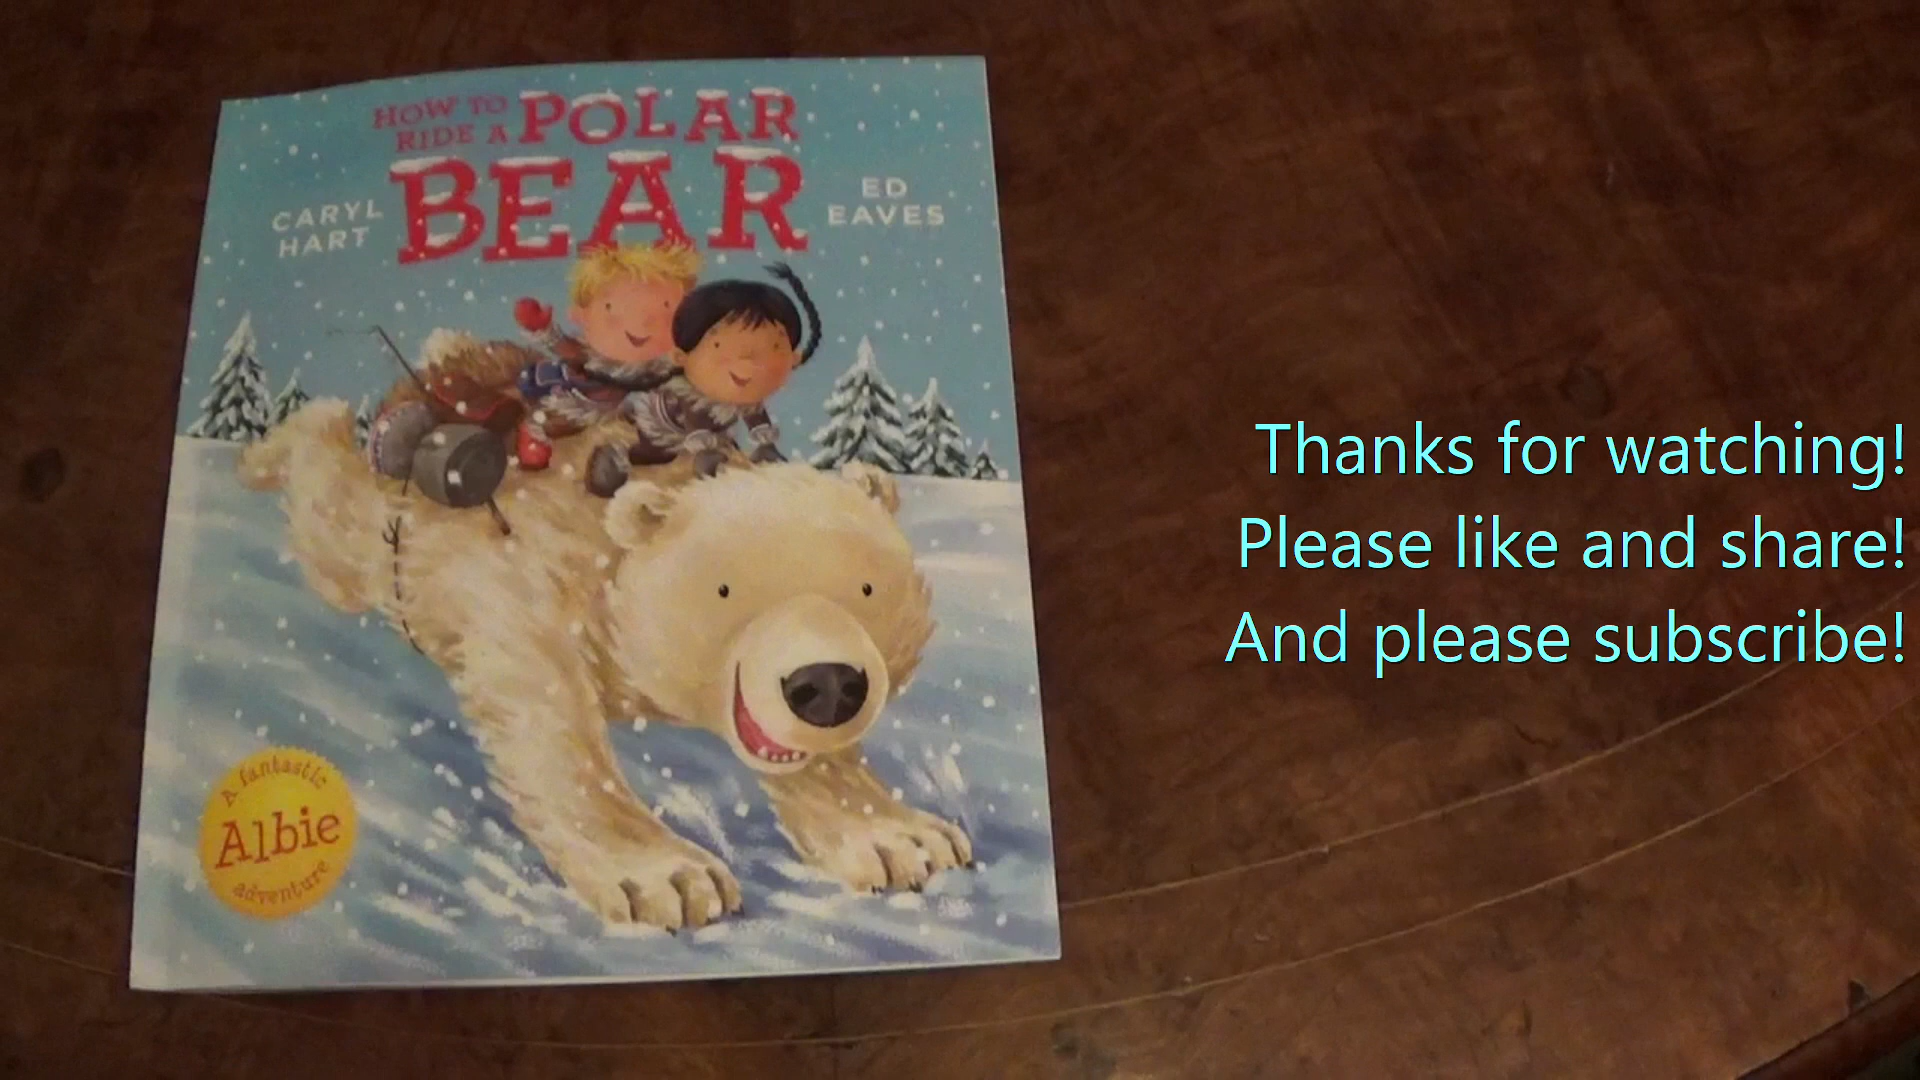 HOW TO
RIDE A POLAR
BEAR
CARYL
HART
ED
EAVES
A fantastic
Albie
adventure
Thanks for watching!
Please like and share!
And please subscribe!